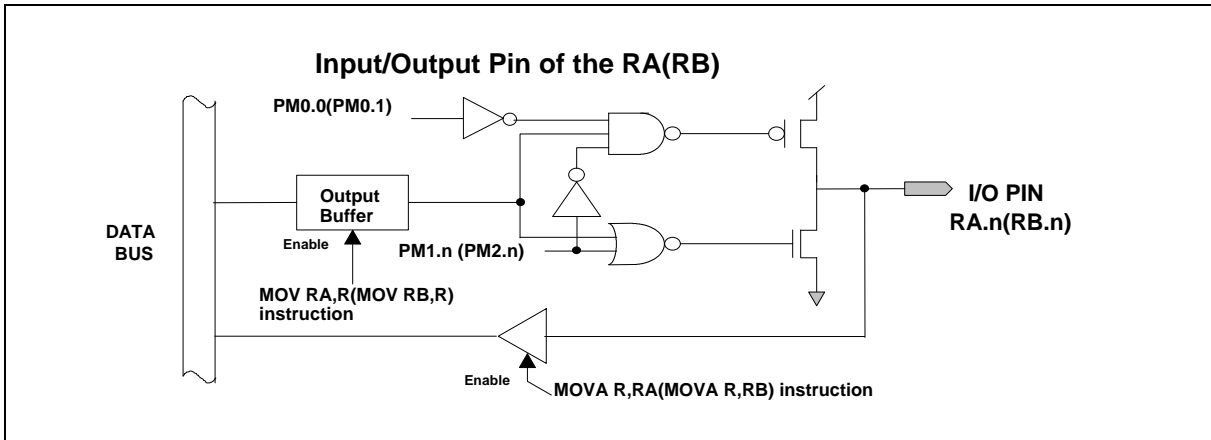 Input/Output Pin of the RA(RB)
PM0.0(PM0.1)
Output
Buffer
I/O PIN
RA.n(RB.n)
DATA
BUS
Enable
PM1.n (PM2.n)
MOV RA,R(MOV RB,R)
instruction
Enable
MOVA R,RA(MOVA R,RB) instruction